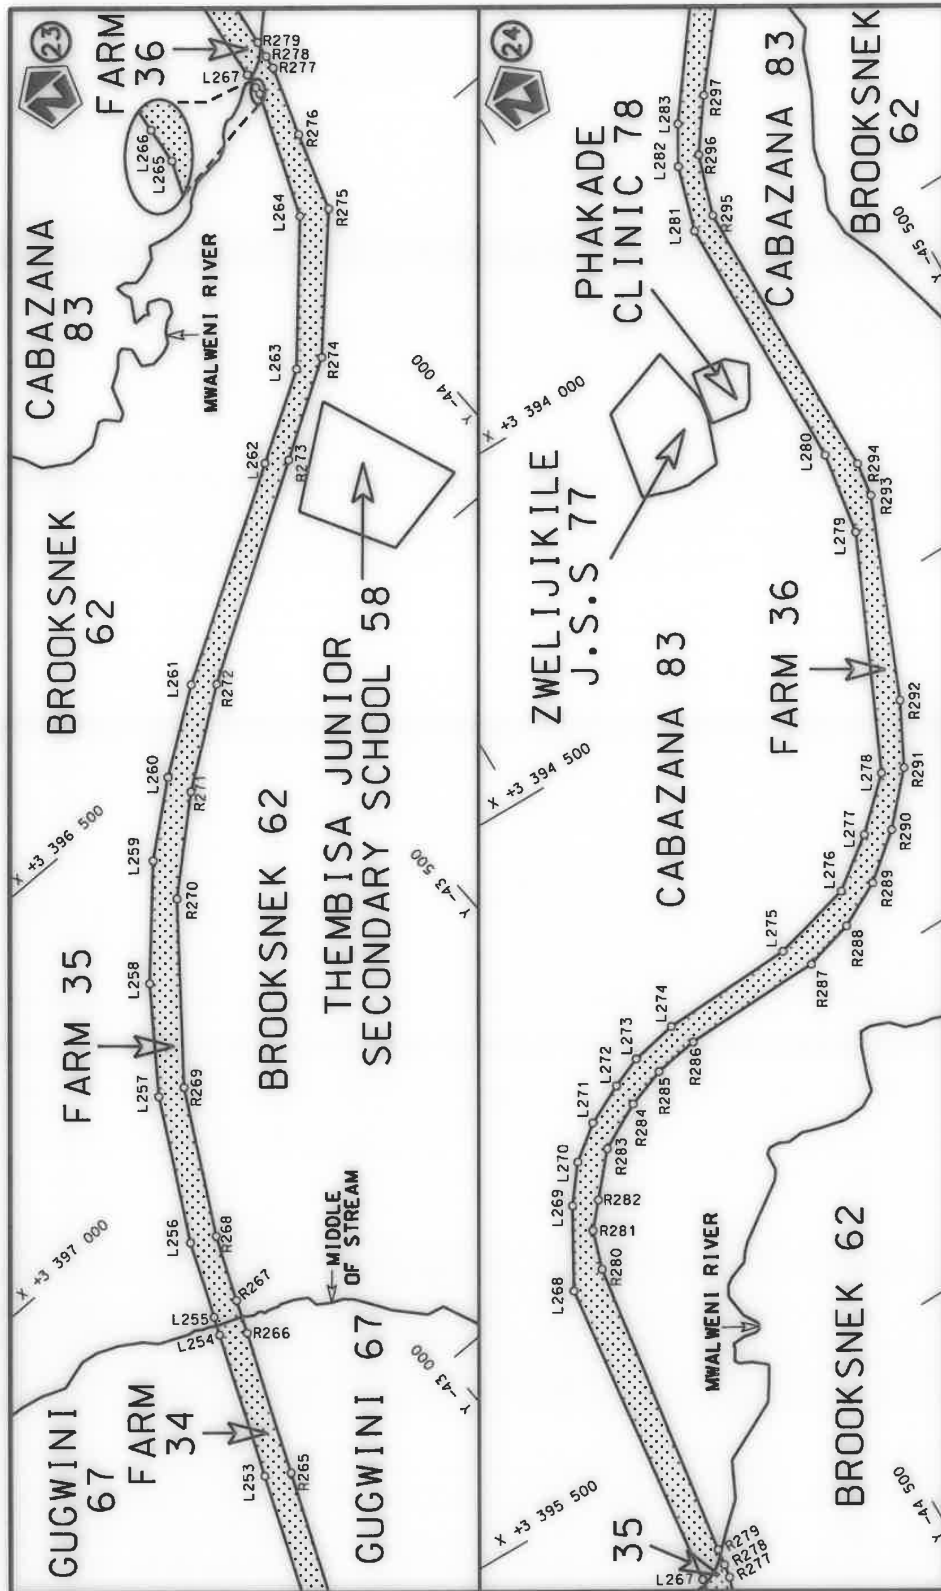 23
GUGWINI
67
FARM
34
L253
L254
L255
L256
R265
R266
R267
R268
GUGWINI 67
MIDDLE
OF STREAM
Y -43 000
X +3 397 000
FARM 35
L257
L258
L259
L260
L261
R269
R270
R271
R272
BROOKSNEK 62
X +3 396 500
Y -43 500
BROOKSNEK
62
THEMBISA JUNIOR
SECONDARY SCHOOL 58
L262
L263
L264
R273
R274
R275
R276
Y -44 000
CABAZANA
83
MWALWENI RIVER
L265
L266
L267
FARM
36
R277
R278
R279
24
35
L267
R279
R278
R277
X +3 395 500
Y -44 500
MWALWENI RIVER
BROOKSNEK 62
L268
L269
L270
L271
L272
L273
L274
L275
L276
L277
L278
R280
R281
R282
R283
R284
R285
R286
R287
R288
R289
R290
R291
R292
CABAZANA 83
X +3 394 500
FARM 36
ZWELIJIKILE
J.S.S 77
X +3 394 000
PHAKADE
CLINIC 78
L279
L280
L281
L282
L283
R293
R294
R295
R296
R297
CABAZANA 83
BROOKSNEK
62
Y -45 500